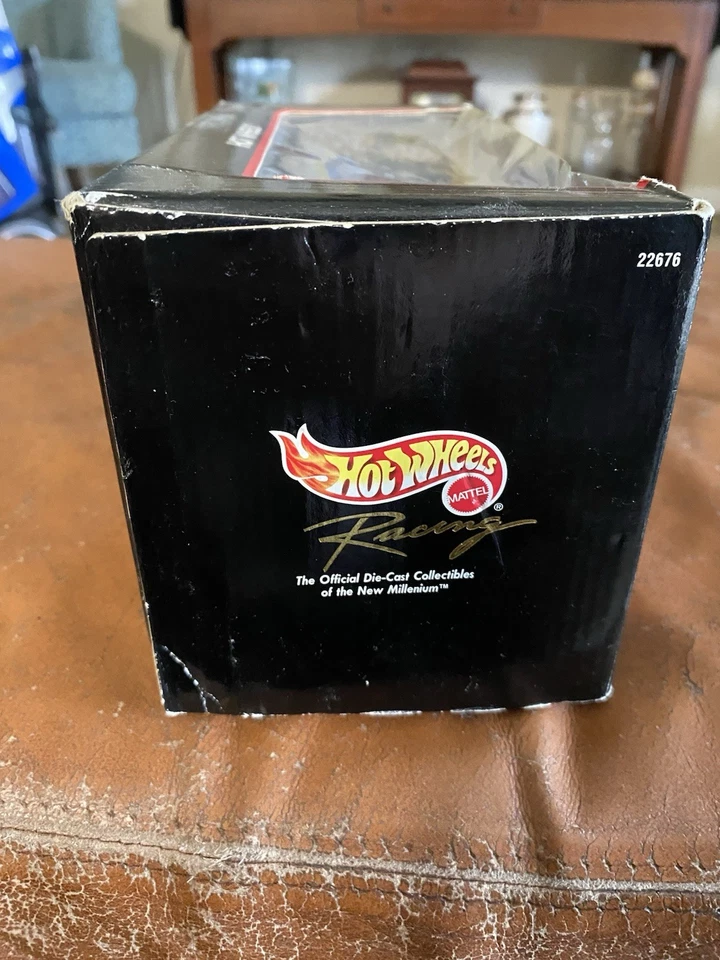 22676
Hot Wheels
MATTEL
®
Racing
The Official Die-Cast Collectibles
of the New Millenium™